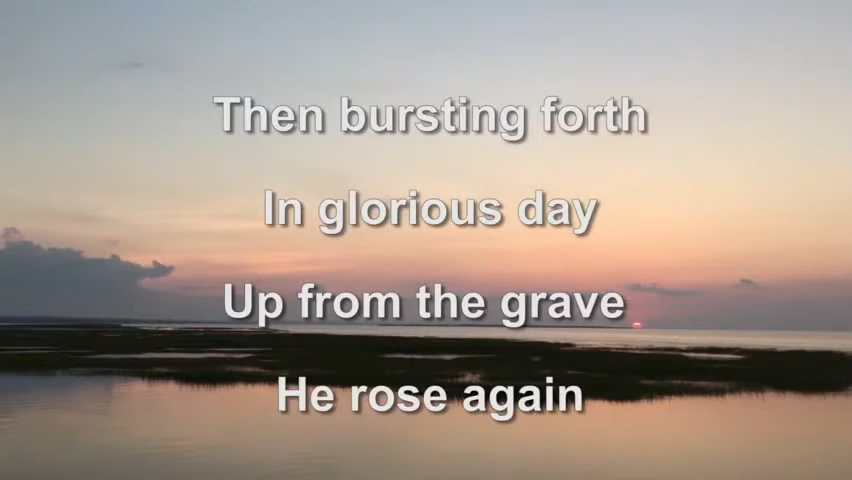 Then bursting forth
In glorious day
Up from the grave
He rose again